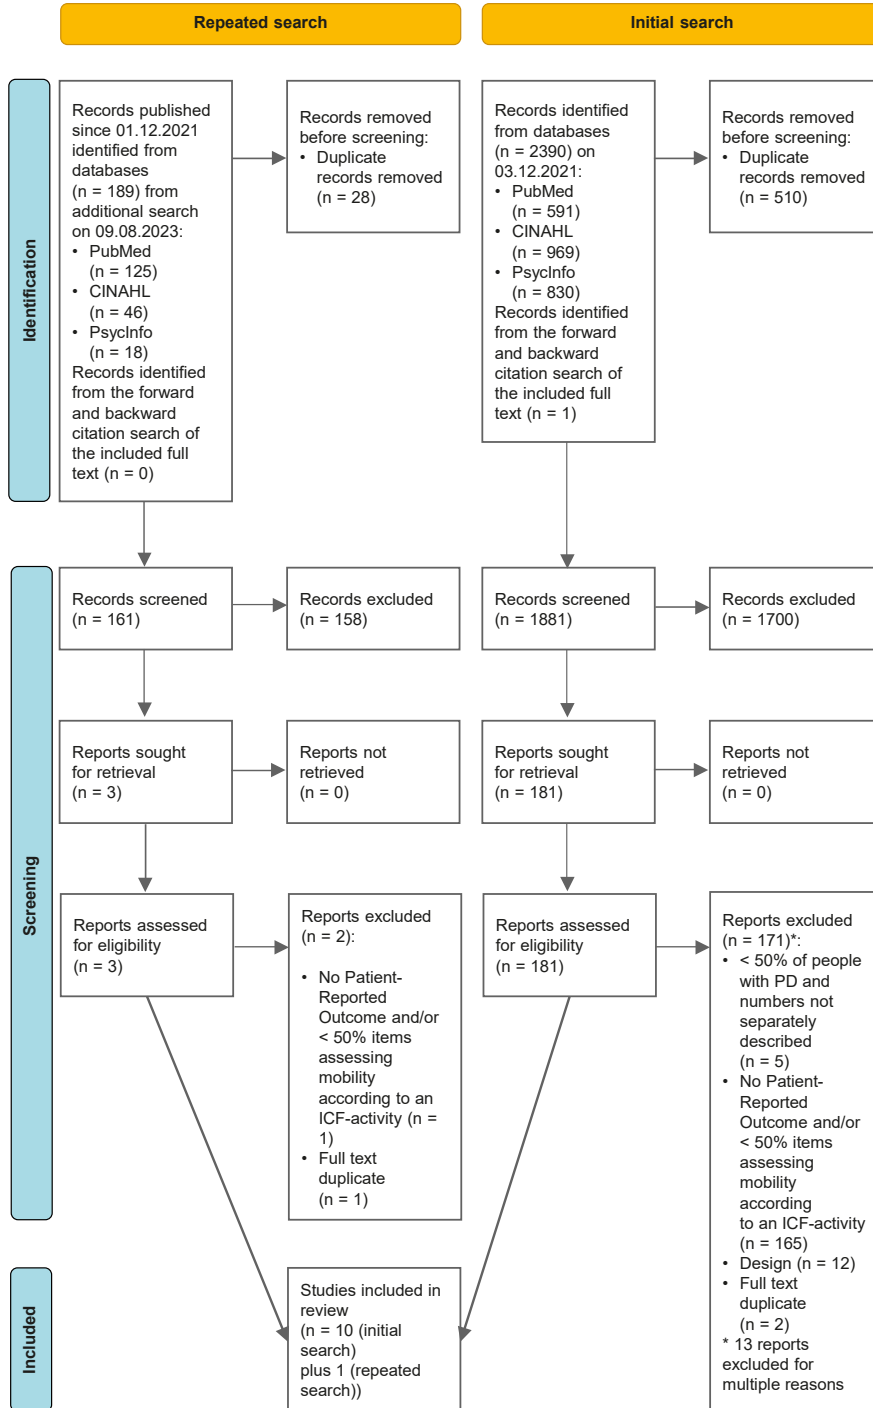 Repeated search
Initial search
Identification
Records published
since 01.12.2021
identified from
databases
(n = 189) from
additional search
on 09.08.2023:
• PubMed
(n = 125)
• CINAHL
(n = 46)
• PsycInfo
(n = 18)
Records identified
from the forward
and backward
citation search of
the included full
text (n = 0)
Records removed
before screening:
• Duplicate
records removed
(n = 28)
Records identified
from databases
(n = 2390) on
03.12.2021:
• PubMed
(n = 591)
• CINAHL
(n = 969)
• PsycInfo
(n = 830)
Records identified
from the forward
and backward
citation search of
the included full
text (n = 1)
Records removed
before screening:
• Duplicate
records removed
(n = 510)
Screening
Records screened
(n = 161)
Records excluded
(n = 158)
Records screened
(n = 1881)
Records excluded
(n = 1700)
Reports sought
for retrieval
(n = 3)
Reports not
retrieved
(n = 0)
Reports sought
for retrieval
(n = 181)
Reports not
retrieved
(n = 0)
Reports assessed
for eligibility
(n = 3)
Reports excluded
(n = 2):
• No Patient-
Reported
Outcome and/or
< 50% items
assessing
mobility
according to an
ICF-activity (n =
1)
• Full text
duplicate
(n = 1)
Reports assessed
for eligibility
(n = 181)
Reports excluded
(n = 171)*:
• < 50% of people
with PD and
numbers not
separately
described
(n = 5)
• No Patient-
Reported
Outcome and/or
< 50% items
assessing
mobility
according
to an ICF-activity
(n = 165)
• Design (n = 12)
• Full text
duplicate
(n = 2)
* 13 reports
excluded for
multiple reasons
Included
Studies included in
review
(n = 10 (initial
search)
plus 1 (repeated
search))